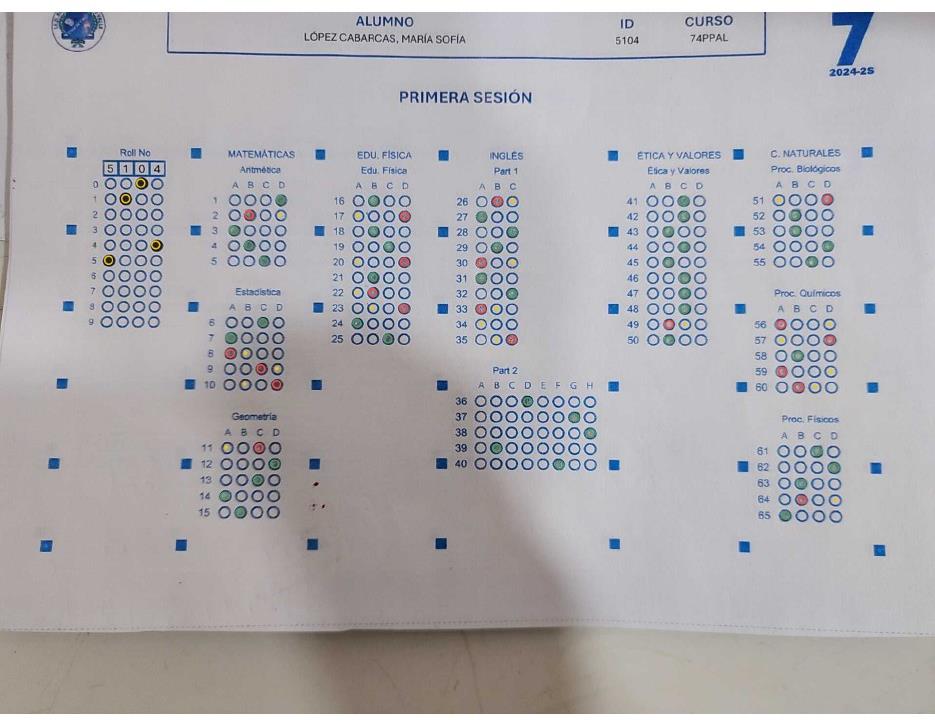 ALUMNO ID CURSO
LÓPEZ CABARCAS, MARÍA SOFÍA 5104 74PPAL
7
2024-2S
PRIMERA SESIÓN
Roll No
5 1 0 4
0
1
2
3
4
5
6
7
8
9
MATEMÁTICAS
Aritmética
A B C D
1
2
3
4
5
Estadística
A B C D
6
7
8
9
10
Geometría
A B C D
11
12
13
14
15
EDU. FÍSICA
Edu. Física
A B C D
16
17
18
19
20
21
22
23
24
25
INGLÉS
Part 1
A B C
26
27
28
29
30
31
32
33
34
35
Part 2
A B C D E F G H
36
37
38
39
40
ÉTICA Y VALORES
Ética y Valores
A B C D
41
42
43
44
45
46
47
48
49
50
C. NATURALES
Proc. Biológicos
A B C D
51
52
53
54
55
Proc. Químicos
A B C D
56
57
58
59
60
Proc. Físicos
A B C D
61
62
63
64
65